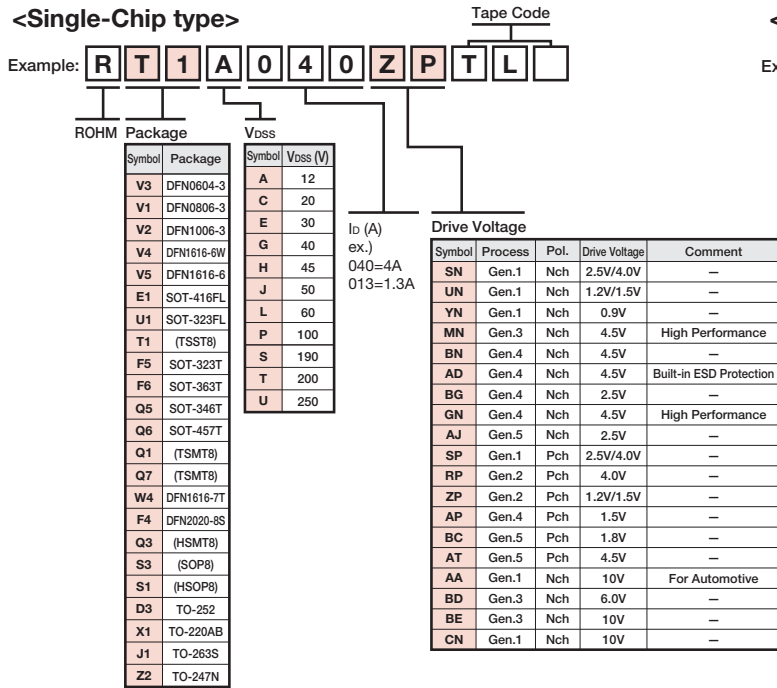 <Single-Chip type>
Tape Code
<
Example: R T 1 A 0 4 0 Z P T L
Ex
ROHM Package
Symbol Package
V3 DFN0604-3
V1 DFN0806-3
V2 DFN1006-3
V4 DFN1616-6W
V5 DFN1616-6
E1 SOT-416FL
U1 SOT-323FL
T1 (TSST8)
F5 SOT-323T
F6 SOT-363T
Q5 SOT-346T
Q6 SOT-457T
Q1 (TSMT8)
Q7 (TSMT8)
W4 DFN1616-7T
F4 DFN2020-8S
Q3 (HSMT8)
S3 (SOP8)
S1 (HSOP8)
D3 TO-252
X1 TO-220AB
J1 TO-263S
Z2 TO-247N
VDSS
Symbol VDSS (V)
A 12
C 20
E 30
G 40
H 45
J 50
L 60
P 100
S 190
T 200
U 250
ID (A)
ex.)
040=4A
013=1.3A
Drive Voltage
Symbol Process Pol. Drive Voltage Comment
SN Gen.1 Nch 2.5V/4.0V —
UN Gen.1 Nch 1.2V/1.5V —
YN Gen.1 Nch 0.9V —
MN Gen.3 Nch 4.5V High Performance
BN Gen.4 Nch 4.5V —
AD Gen.4 Nch 4.5V Built-in ESD Protection
BG Gen.4 Nch 2.5V —
GN Gen.4 Nch 4.5V High Performance
AJ Gen.5 Nch 2.5V —
SP Gen.1 Pch 2.5V/4.0V —
RP Gen.2 Pch 4.0V —
ZP Gen.2 Pch 1.2V/1.5V —
AP Gen.4 Pch 1.5V —
BC Gen.5 Pch 1.8V —
AT Gen.5 Pch 4.5V —
AA Gen.1 Nch 10V For Automotive
BD Gen.3 Nch 6.0V —
BE Gen.3 Nch 10V —
CN Gen.1 Nch 10V —